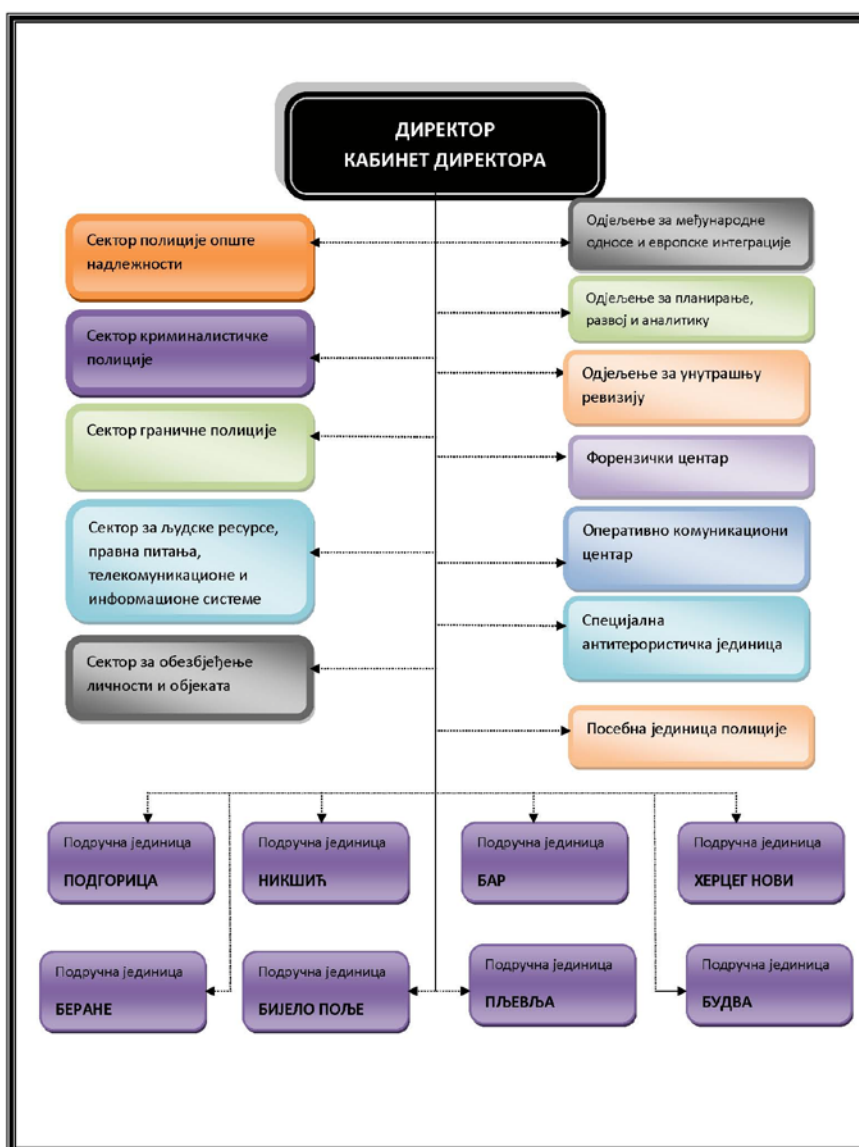 ДИРЕКТОР
КАБИНЕТ ДИРЕКТОРА
Сектор полиције опште
надлежности
Сектор криминалистичке
полиције
Сектор граничне полиције
Сектор за људске ресурсе,
правна питања,
телекомуникационе и
информационе системе
Сектор за обезбјеђење
личности и објеката
Одјељење за међународне
односе и европске интеграције
Одјељење за планирање,
развој и аналитику
Одјељење за унутрашњу
ревизију
Форензички центар
Оперативно комуникациони
центар
Специјална
антитерористичка јединица
Посебна јединица полиције
Подручна јединица
ПОДГОРИЦА
Подручна јединица
НИКШИЋ
Подручна јединица
БАР
Подручна јединица
ХЕРЦЕГ НОВИ
Подручна јединица
БЕРАНЕ
Подручна јединица
БИЈЕЛО ПОЉЕ
Подручна јединица
ПЉЕВЉА
Подручна јединица
БУДВА